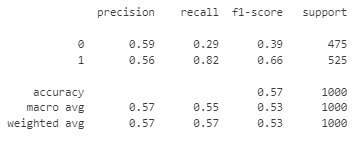 precision recall f1-score support
0 0.59 0.29 0.39 475
1 0.56 0.82 0.66 525
accuracy 0.57 1000
macro avg 0.57 0.55 0.53 1000
weighted avg 0.57 0.57 0.53 1000